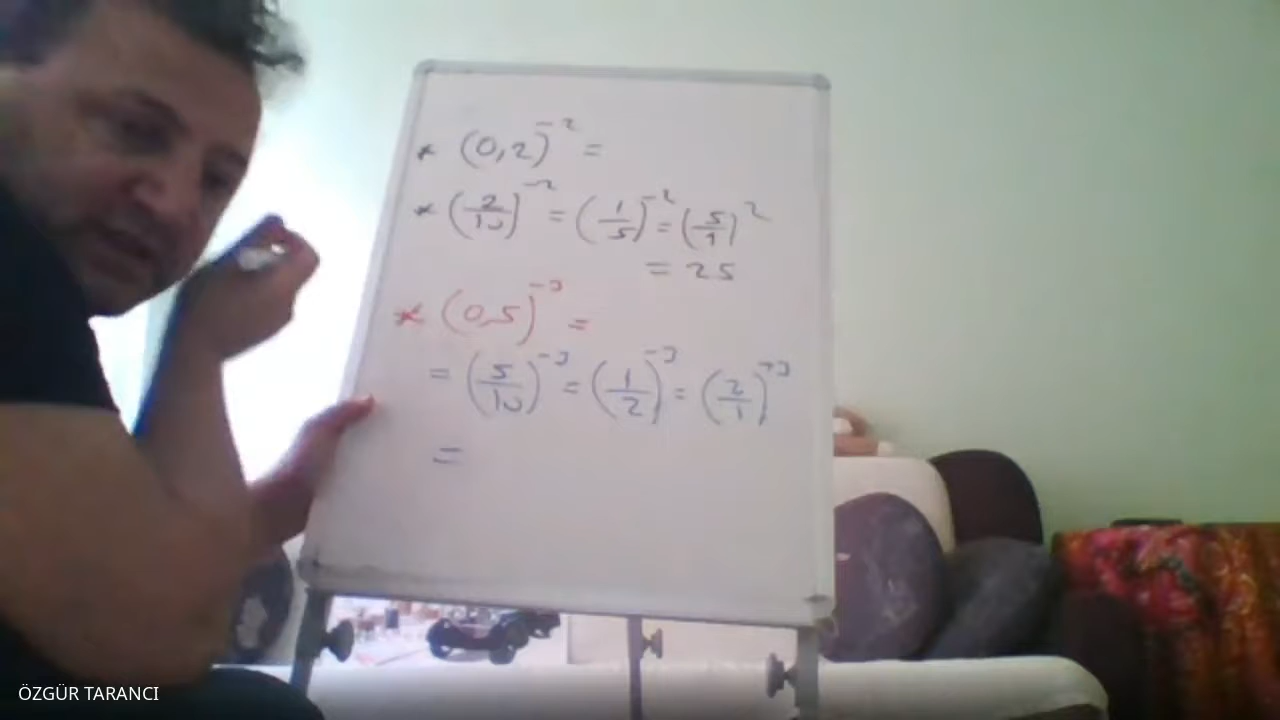 * (0,2)⁻² =
* (2/10)⁻² = (1/5)⁻² = (5/1)²
= 25
* (0,5)⁻³ =
= (5/10)⁻³ = (1/2)⁻³ = (2/1)⁺³
=
ÖZGÜR TARANCI